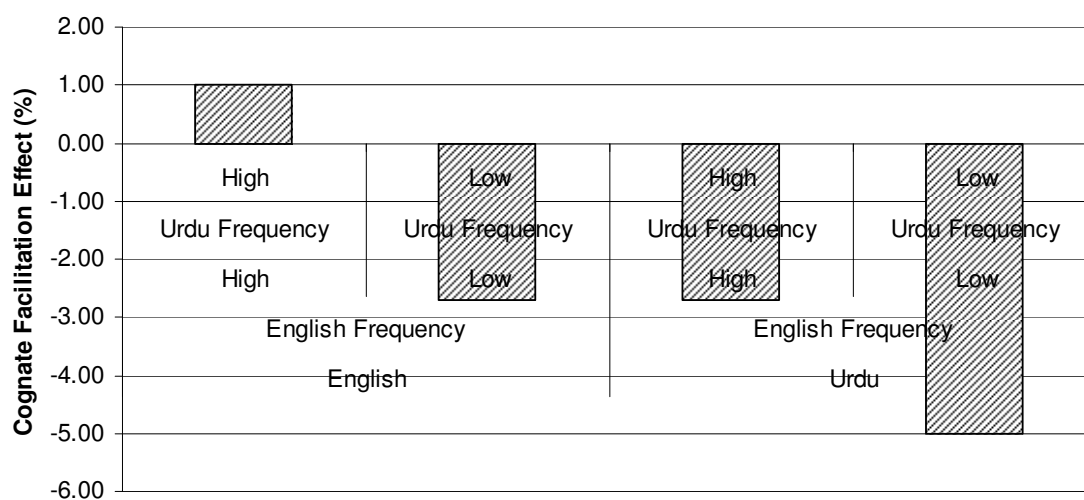 2.00
1.00
0.00
-1.00
-2.00
-3.00
-4.00
-5.00
-6.00
Cognate Facilitation Effect (%)
High Low High Low
Urdu Frequency Urdu Frequency Urdu Frequency Urdu Frequency
High Low High Low
English Frequency English Frequency
English Urdu